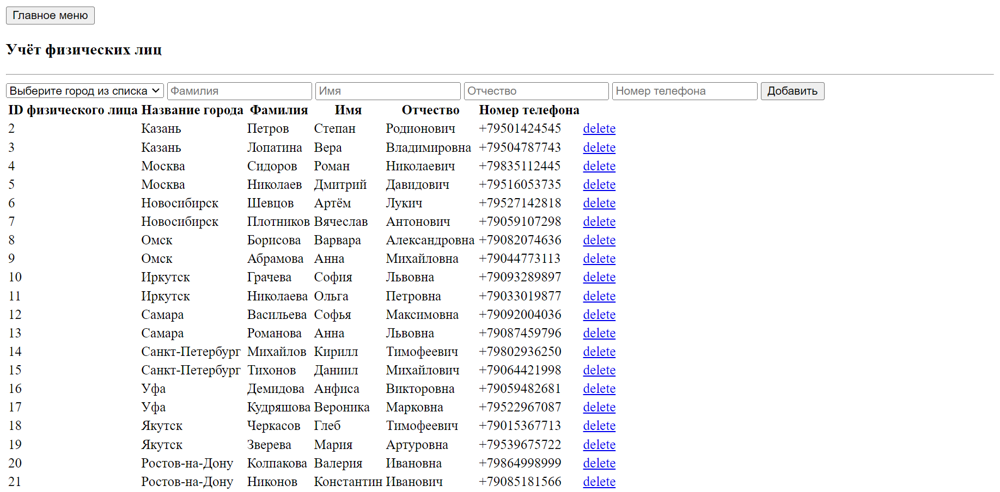 Главное меню
Учёт физических лиц
Выберите город из списка Фамилия Имя Отчество Номер телефона Добавить
ID физического лица Название города Фамилия Имя Отчество Номер телефона
2 Казань Петров Степан Родионович +79501424545 delete
3 Казань Лопатина Вера Владимировна +79504787743 delete
4 Москва Сидоров Роман Николаевич +79835112445 delete
5 Москва Николаев Дмитрий Давидович +79516053735 delete
6 Новосибирск Шевцов Артём Лукич +79527142818 delete
7 Новосибирск Плотников Вячеслав Антонович +79059107298 delete
8 Омск Борисова Варвара Александровна +79082074636 delete
9 Омск Абрамова Анна Михайловна +79044773113 delete
10 Иркутск Грачева София Львовна +79093289897 delete
11 Иркутск Николаева Ольга Петровна +79033019877 delete
12 Самара Васильева Софья Максимовна +79092004036 delete
13 Самара Романова Анна Львовна +79087459796 delete
14 Санкт-Петербург Михайлов Кирилл Тимофеевич +79802936250 delete
15 Санкт-Петербург Тихонов Даниил Михайлович +79064421998 delete
16 Уфа Демидова Анфиса Викторовна +79059482681 delete
17 Уфа Кудряшова Вероника Марковна +79522967087 delete
18 Якутск Черкасов Глеб Тимофеевич +79015367713 delete
19 Якутск Зверева Мария Артуровна +79539675722 delete
20 Ростов-на-Дону Колпакова Валерия Ивановна +79864998999 delete
21 Ростов-на-Дону Никонов Константин Иванович +79085181566 delete